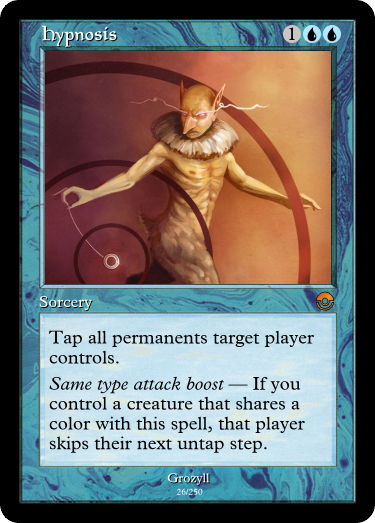 Hypnosis 1
Sorcery
Tap all permanents target player
controls.
Same type attack boost — If you
control a creature that shares a
color with this spell, that player
skips their next untap step.
Grozyll
26/250